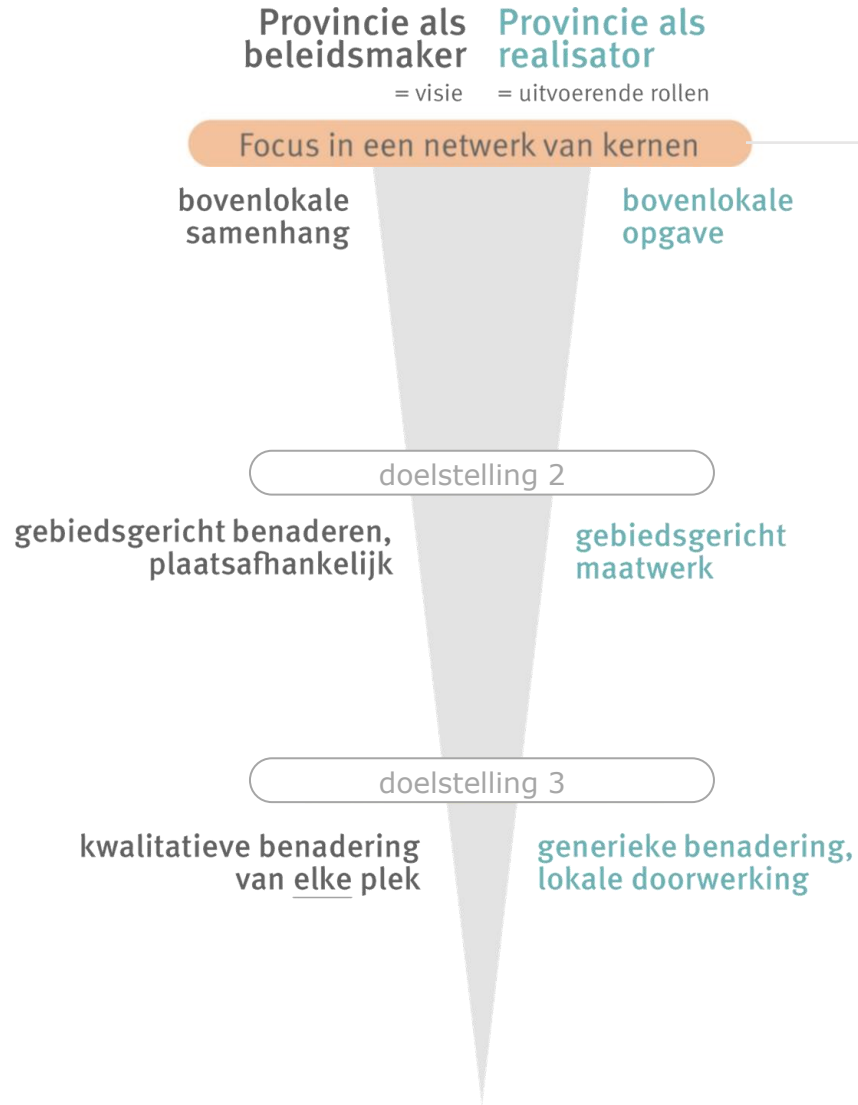 Provincie als
beleidsmaker
= visie
Provincie als
realisator
= uitvoerende rollen
Focus in een netwerk van kernen
bovenlokale
samenhang
bovenlokale
opgave
doelstelling 2
gebiedsgericht benaderen,
plaatsafhankelijk
gebiedsgericht
maatwerk
doelstelling 3
kwalitatieve benadering
van elke plek
generieke benadering,
lokale doorwerking